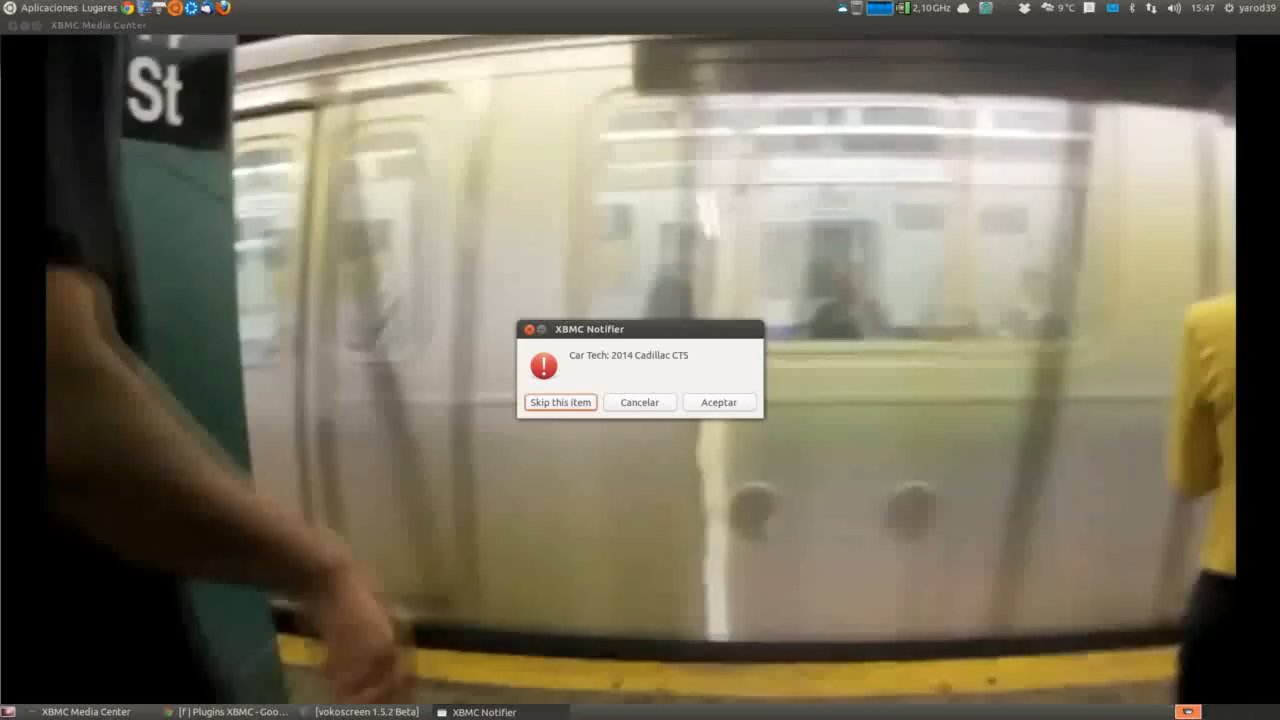 Aplicaciones Lugares
2,10GHz
9°C
15:47
yarod39
XBMC Media Center
St
XBMC Notifier
Car Tech: 2014 Cadillac CTS
Skip this item
Cancelar
Aceptar
XBMC Media Center
[f] Plugins XBMC - Goo...
[vokoscreen 1.5.2 Beta]
XBMC Notifier